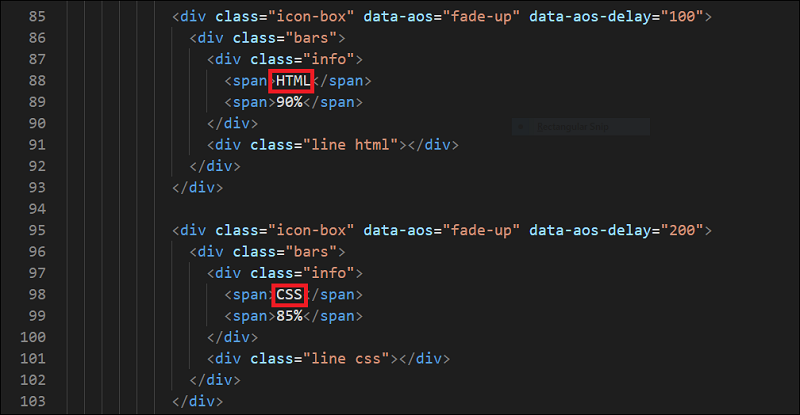 85 <div class="icon-box" data-aos="fade-up" data-aos-delay="100">
86 <div class="bars">
87 <div class="info">
88 <span>HTML</span>
89 <span>90%</span>
90 </div>
91 <div class="line html"></div>
92 </div>
93 </div>
94
95 <div class="icon-box" data-aos="fade-up" data-aos-delay="200">
96 <div class="bars">
97 <div class="info">
98 <span>CSS</span>
99 <span>85%</span>
100 </div>
101 <div class="line css"></div>
102 </div>
103 </div>